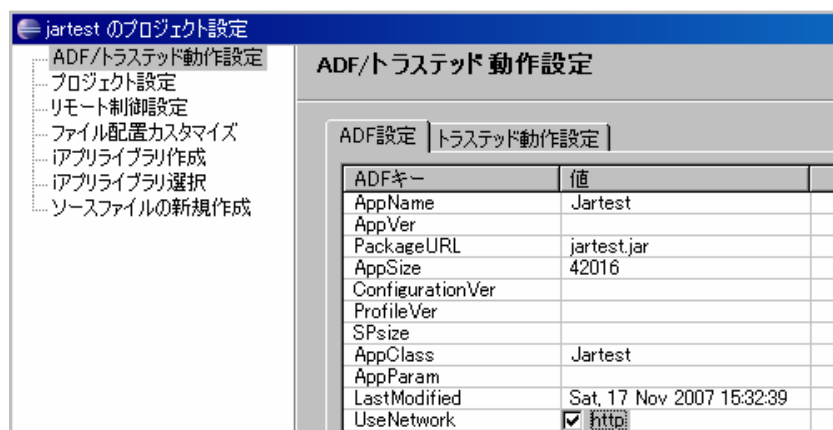 jartest のプロジェクト設定
ADF/トラステッド動作設定
プロジェクト設定
リモート制御設定
ファイル配置カスタマイズ
iアプリライブラリ作成
iアプリライブラリ選択
ソースファイルの新規作成
ADF/トラステッド動作設定
ADF設定 トラステッド動作設定
ADFキー 値
AppName Jartest
AppVer
PackageURL jartest.jar
AppSize 42016
ConfigurationVer
ProfileVer
SPsize
AppClass Jartest
AppParam
LastModified Sat, 17 Nov 2007 15:32:39
UseNetwork http